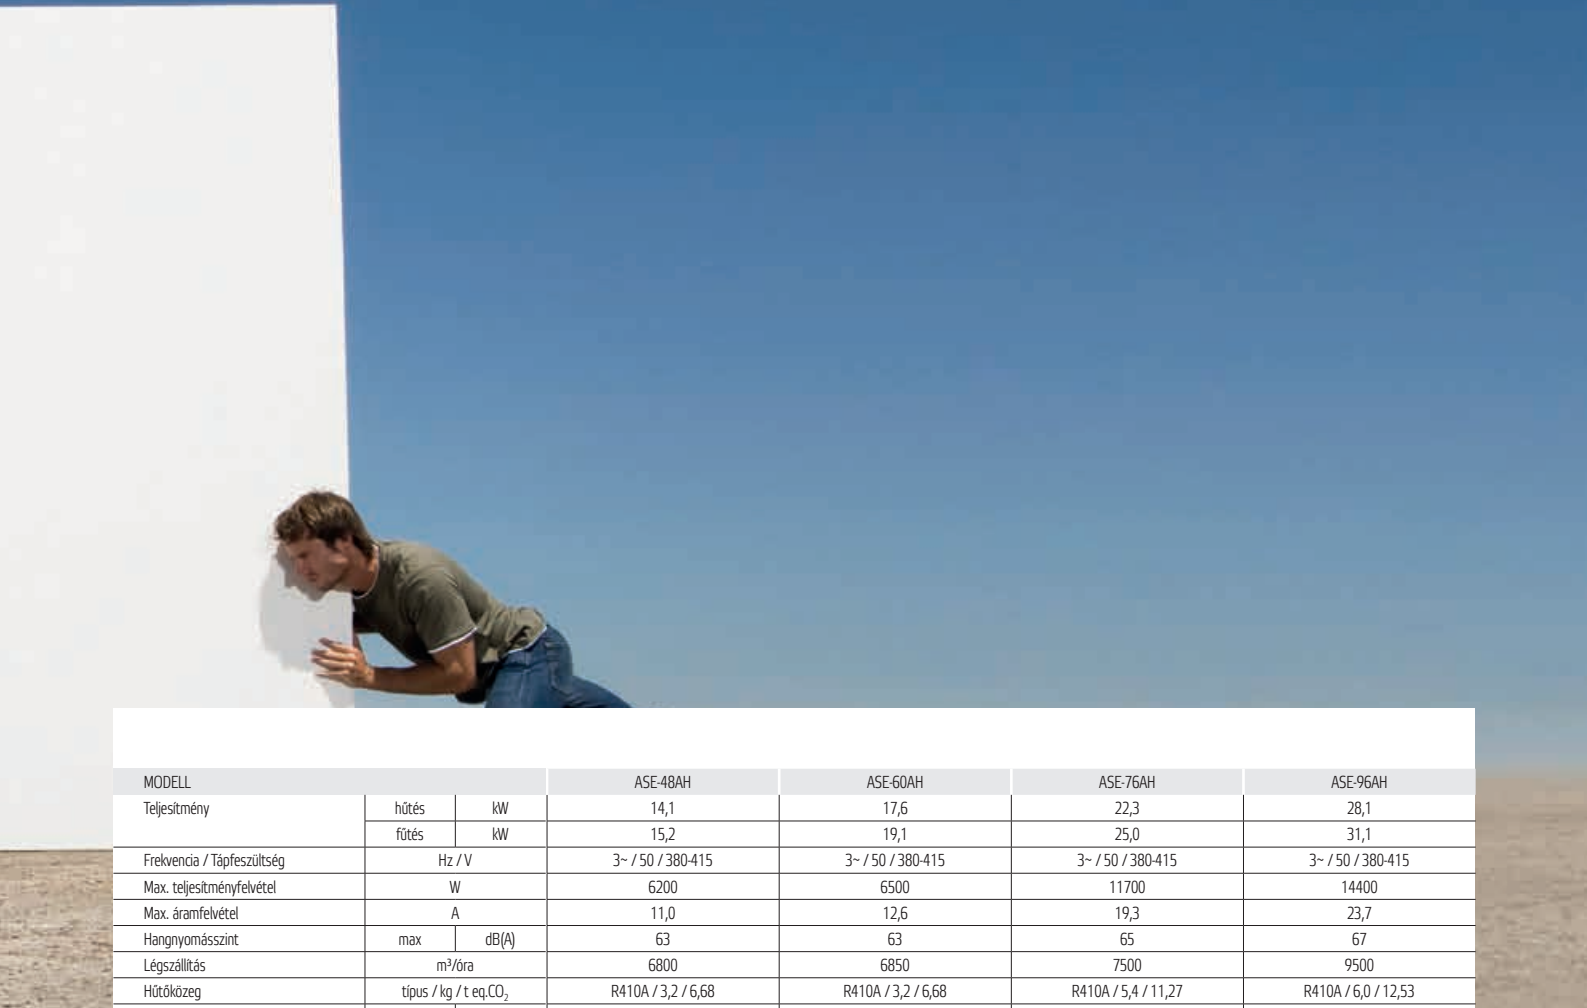 MODELL ASE-48AH ASE-60AH ASE-76AH ASE-96AH
Teljesítmény hűtés kW 14,1 17,6 22,3 28,1
fűtés kW 15,2 19,1 25,0 31,1
Frekvencia / Tápfeszültség Hz / V 3~ / 50 / 380-415 3~ / 50 / 380-415 3~ / 50 / 380-415 3~ / 50 / 380-415
Max. teljesítményfelvétel W 6200 6500 11700 14400
Max. áramfelvétel A 11,0 12,6 19,3 23,7
Hangnyomásszint max dB(A) 63 63 65 67
Légszállítás m³/óra 6800 6850 7500 9500
Hűtőközeg típus / kg / t eq.CO₂ R410A / 3,2 / 6,68 R410A / 3,2 / 6,68 R410A / 5,4 / 11,27 R410A / 6,0 / 12,53